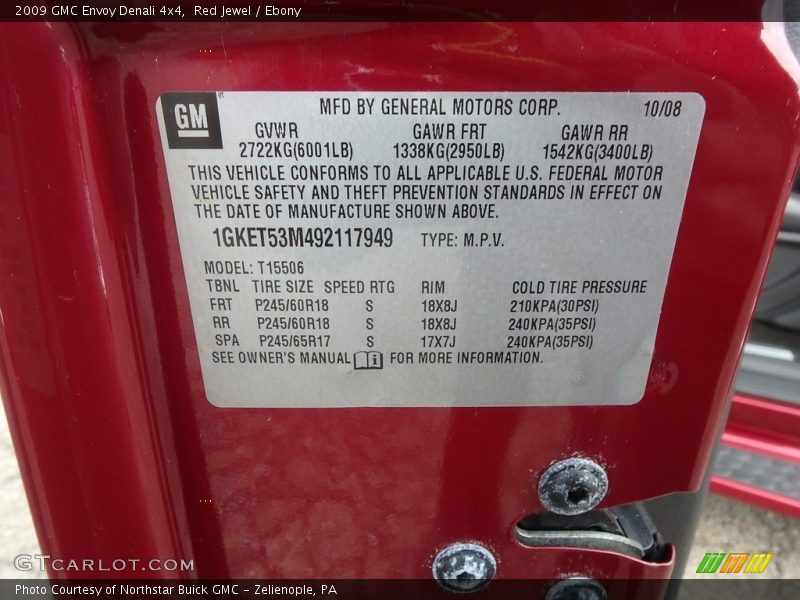 2009 GMC Envoy Denali 4x4, Red Jewel / Ebony
GM MFD BY GENERAL MOTORS CORP. 10/08
GVWR GAWR FRT GAWR RR
2722KG(6001LB) 1338KG(2950LB) 1542KG(3400LB)
THIS VEHICLE CONFORMS TO ALL APPLICABLE U.S. FEDERAL MOTOR
VEHICLE SAFETY AND THEFT PREVENTION STANDARDS IN EFFECT ON
THE DATE OF MANUFACTURE SHOWN ABOVE.
1GKET53M492117949 TYPE: M.P.V.
MODEL: T15506
TBNL TIRE SIZE SPEED RTG RIM COLD TIRE PRESSURE
FRT P245/60R18 S 18X8J 210KPA(30PSI)
RR P245/60R18 S 18X8J 240KPA(35PSI)
SPA P245/65R17 S 17X7J 240KPA(35PSI)
SEE OWNER'S MANUAL FOR MORE INFORMATION.
GTCARLOT.COM
Photo Courtesy of Northstar Buick GMC - Zelienople, PA